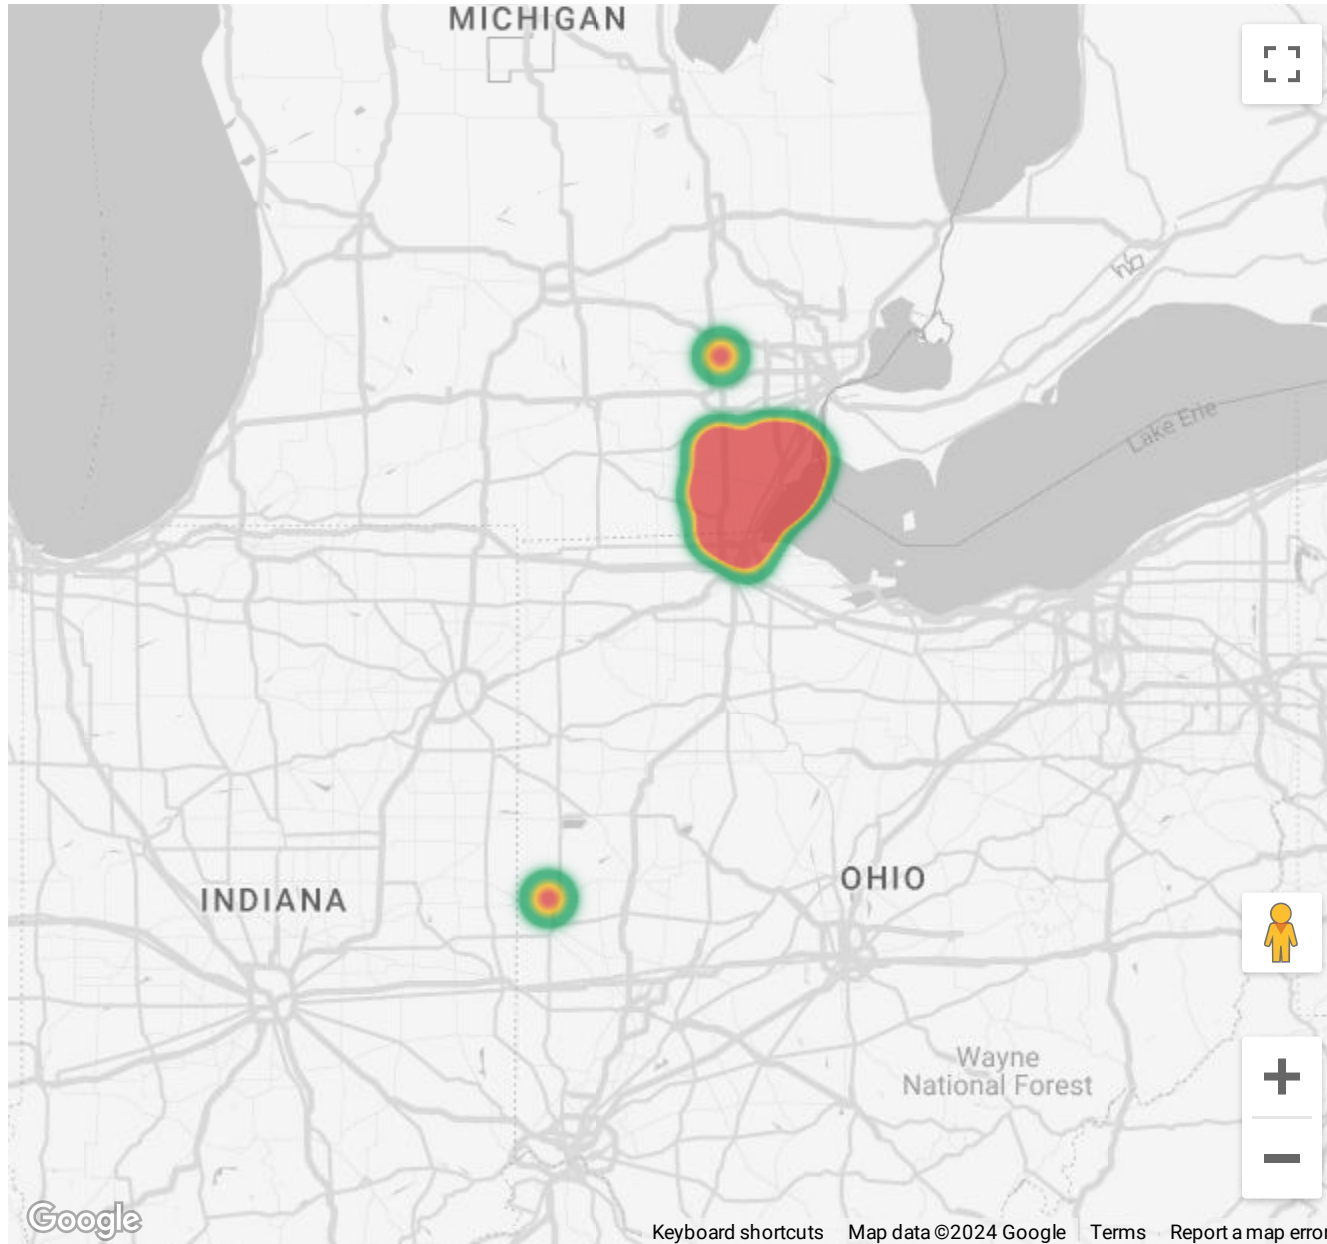 MICHIGAN
Lake Erie
INDIANA
OHIO
Wayne
National Forest
Google
Keyboard shortcuts Map data ©2024 Google Terms Report a map error